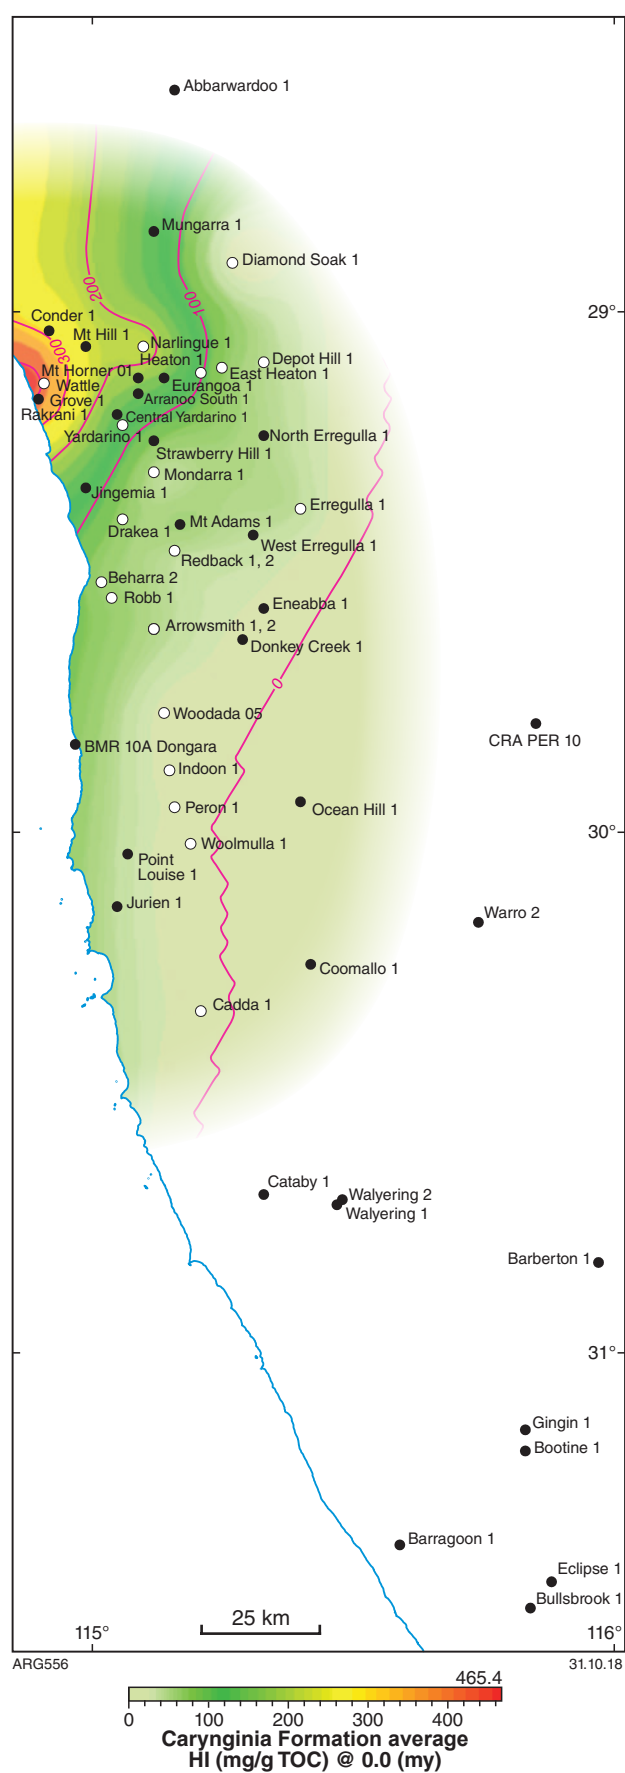 Abbarwardoo 1
Mungarra 1
Diamond Soak 1
200
100
29°
Conder 1
Mt Hill 1
300
Narlingue 1
Heaton 1
Depot Hill 1
East Heaton 1
Mt Horner 01
Eurangoa 1
Wattle
Grove 1
Arranoo South 1
Rakrani 1
Central Yardarino 1
Yardarino 1
North Erregulla 1
Strawberry Hill 1
Mondarra 1
Jingemia 1
Erregulla 1
Drakea 1
Mt Adams 1
West Erregulla 1
Redback 1, 2
Beharra 2
Robb 1
Eneabba 1
Arrowsmith 1, 2
Donkey Creek 1
0
Woodada 05
CRA PER 10
BMR 10A Dongara
Indoon 1
Peron 1
Ocean Hill 1
30°
Woolmulla 1
Point
Louise 1
Jurien 1
Warro 2
Coomallo 1
Cadda 1
Cataby 1
Walyering 2
Walyering 1
Barberton 1
31°
Gingin 1
Bootine 1
Barragoon 1
Eclipse 1
Bullsbrook 1
25 km
115°
116°
ARG556
31.10.18
465.4
0 100 200 300 400
Carynginia Formation average
HI (mg/g TOC) @ 0.0 (my)